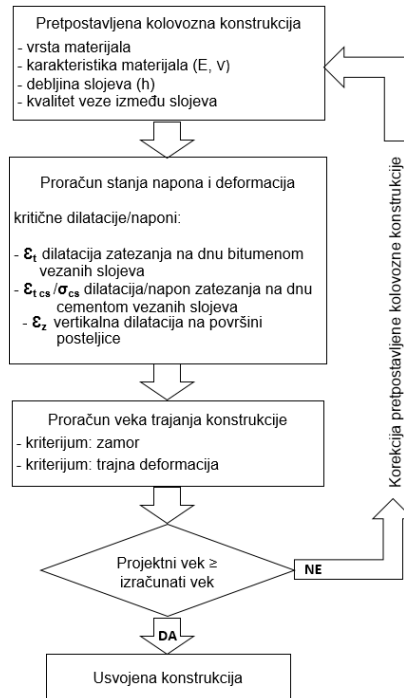 Pretpostavljena kolovozna konstrukcija
- vrsta materijala
- karakteristika materijala (E, ν)
- debljina slojeva (h)
- kvalitet veze između slojeva
Proračun stanja napona i deformacija
kritične dilatacije/naponi:
- Ɛt dilatacija zatezanja na dnu bitumenom
vezanih slojeva
- Ɛt cs /σcs dilatacija/napon zatezanja na dnu
cementom vezanih slojeva
- Ɛz vertikalna dilatacija na površini
posteljice
Proračun veka trajanja konstrukcije
- kriterijum: zamor
- kriterijum: trajna deformacija
Projektni vek ≥
izračunati vek
NE
DA
Usvojena konstrukcija
Korekcija pretpostavljene kolovozne konstrukcije